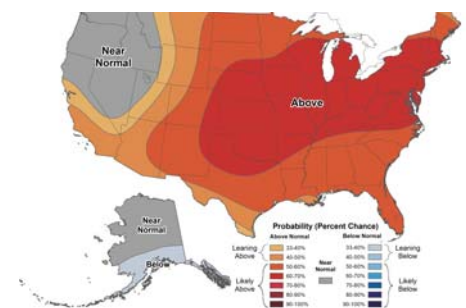 Near
Normal
Above
Near
Normal
Below
Probability (Percent Chance)
Above Normal
Below Normal
Leaning
Above
Likely
Above
33-40%
40-50%
50-60%
60-70%
70-80%
80-90%
90-100%
Near
Normal
33-40%
40-50%
50-60%
60-70%
70-80%
80-90%
90-100%
Leaning
Below
Likely
Below